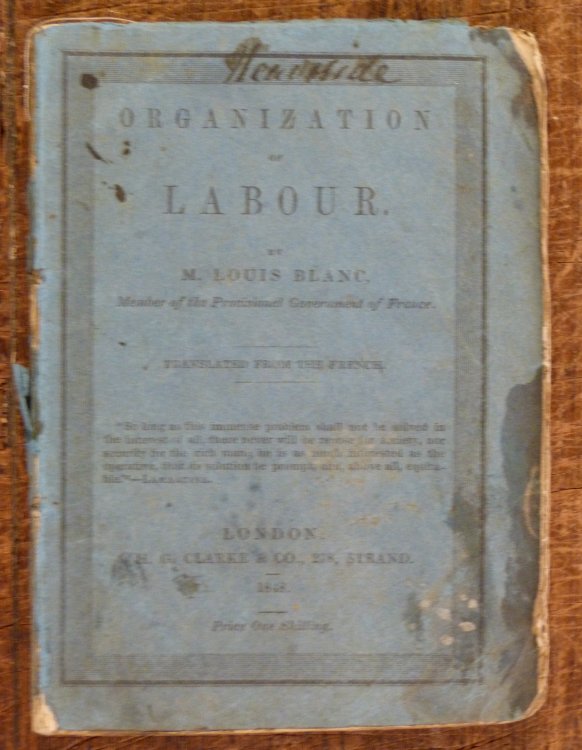 ORGANIZATION
OF
LABOUR.
BY
M. LOUIS BLANC,
Member of the Provisional Government of France.
TRANSLATED FROM THE FRENCH.
"So long as this immense problem shall not be solved in
the interest of all, there never will be repose for society, nor
security for the rich man; he is as much interested as the
operative, that its solution be prompt, and, above all, equita-
ble."—LAMARTINE.
LONDON:
H. G. CLARKE & CO., 278, STRAND.
1848.
Price One Shilling.